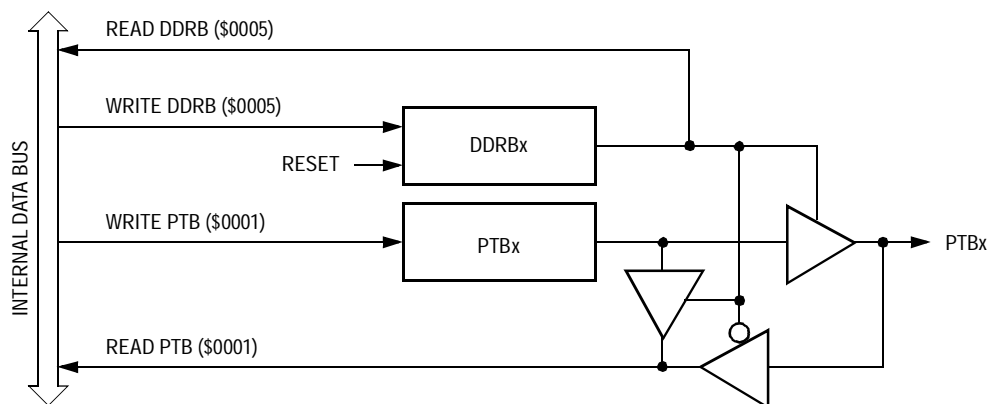 READ DDRB ($0005)
WRITE DDRB ($0005)
DDRBx
RESET
WRITE PTB ($0001)
PTBx
PTBx
READ PTB ($0001)
INTERNAL DATA BUS